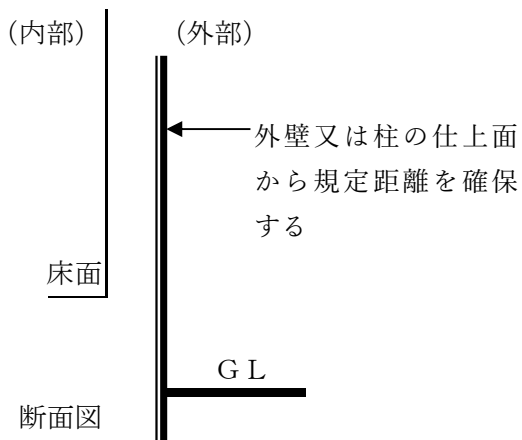 （内部）
（外部）
外壁又は柱の仕上面
から規定距離を確保
する
床面
ＧＬ
断面図